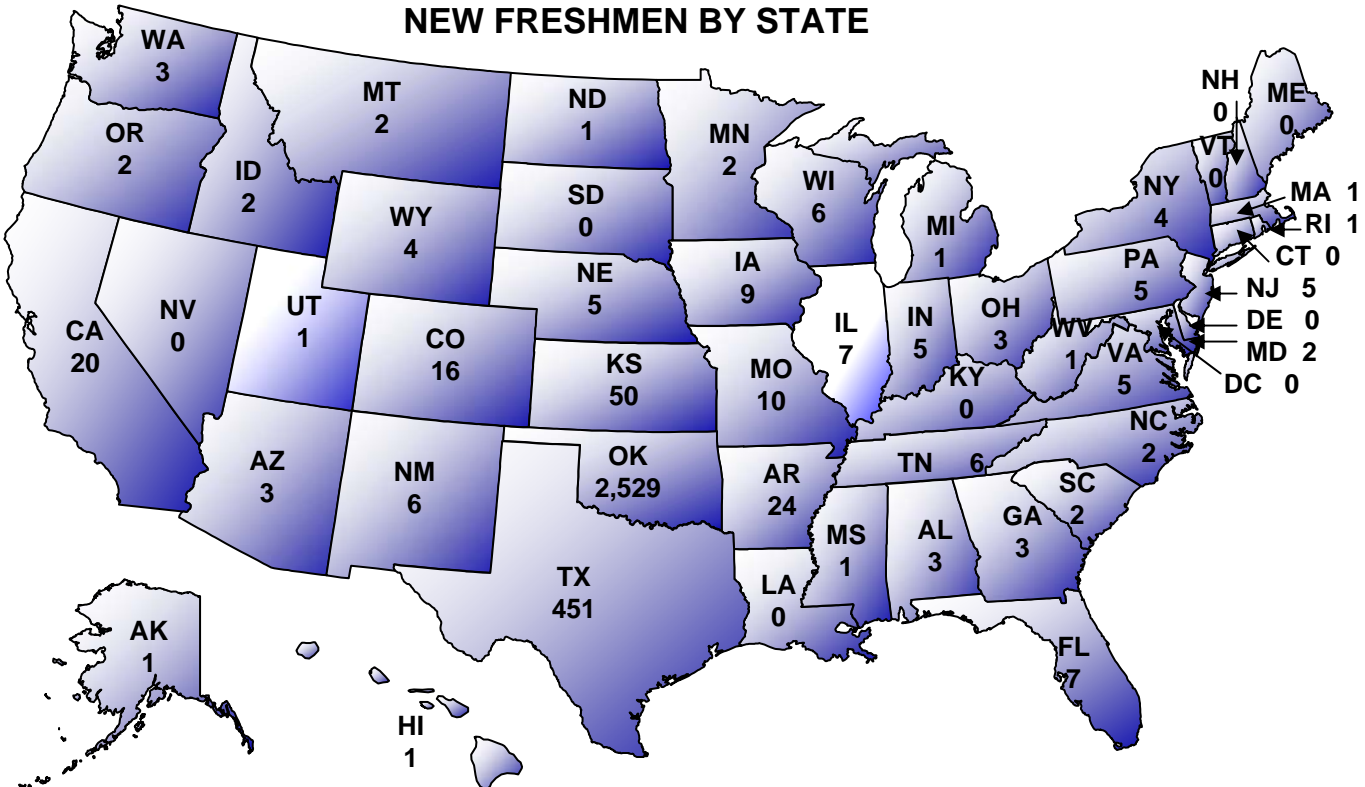 NEW FRESHMEN BY STATE
WA
3
OR
2
ID
2
MT
2
ND
1
MN
2
SD
0
WY
4
WI
6
MI
1
NH
0
ME
0
VT
0
NY
4
MA 1
RI 1
CT 0
NJ 5
DE 0
MD 2
DC 0
PA
5
CA
20
NV
0
UT
1
CO
16
NE
5
IA
9
KS
50
MO
10
IL
7
IN
5
OH
3
WV
1
VA
5
KY
0
NC
2
TN 6
SC
2
AZ
3
NM
6
OK
2,529
AR
24
MS
1
AL
3
GA
3
TX
451
LA
0
FL
7
AK
1
HI
1